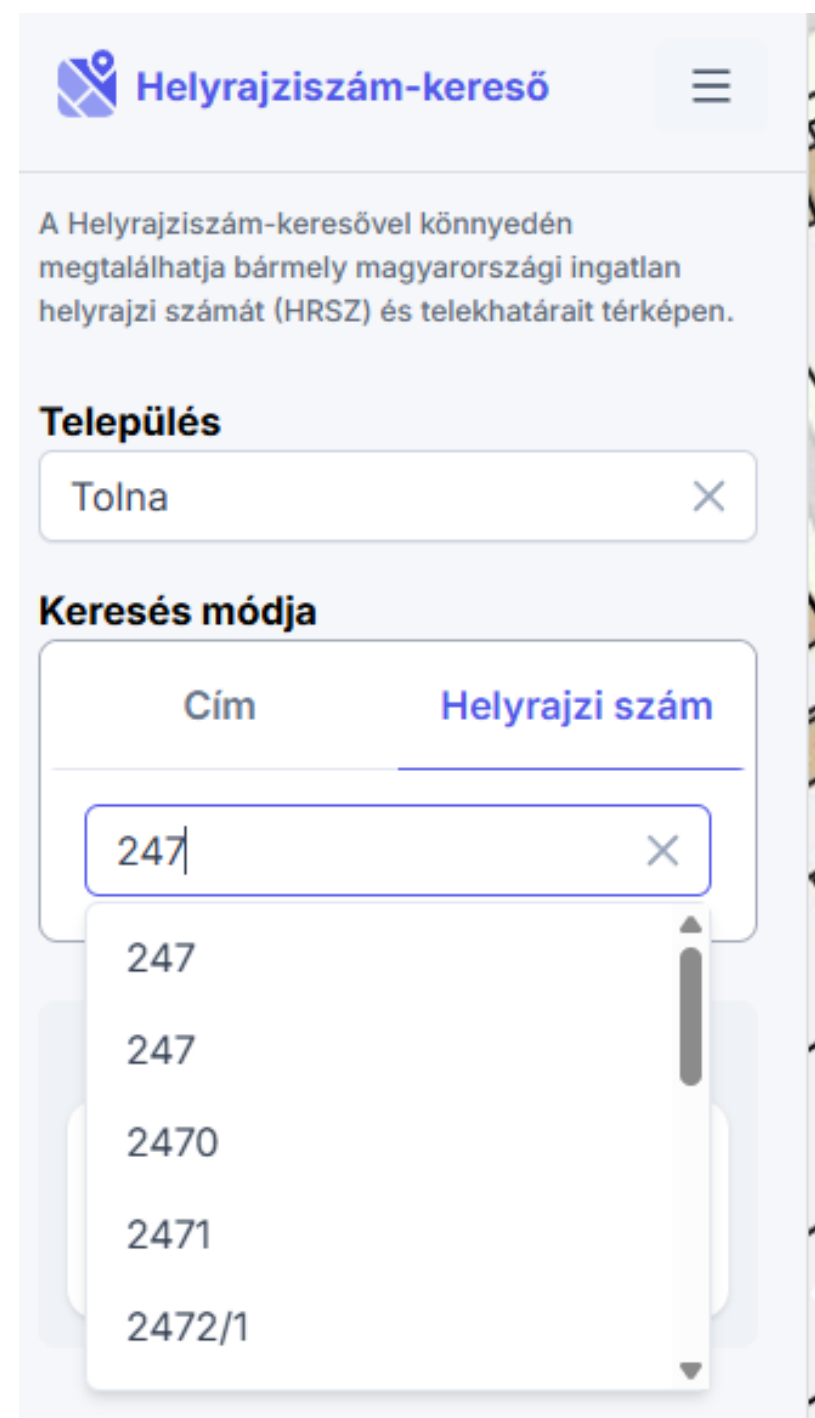 Helyrajziszám-kereső
A Helyrajziszám-keresővel könnyedén
megtalálhatja bármely magyarországi ingatlan
helyrajzi számát (HRSZ) és telekhatárait térképen.
Település
Tolna
Keresés módja
Cím Helyrajzi szám
247
247
247
2470
2471
2472/1